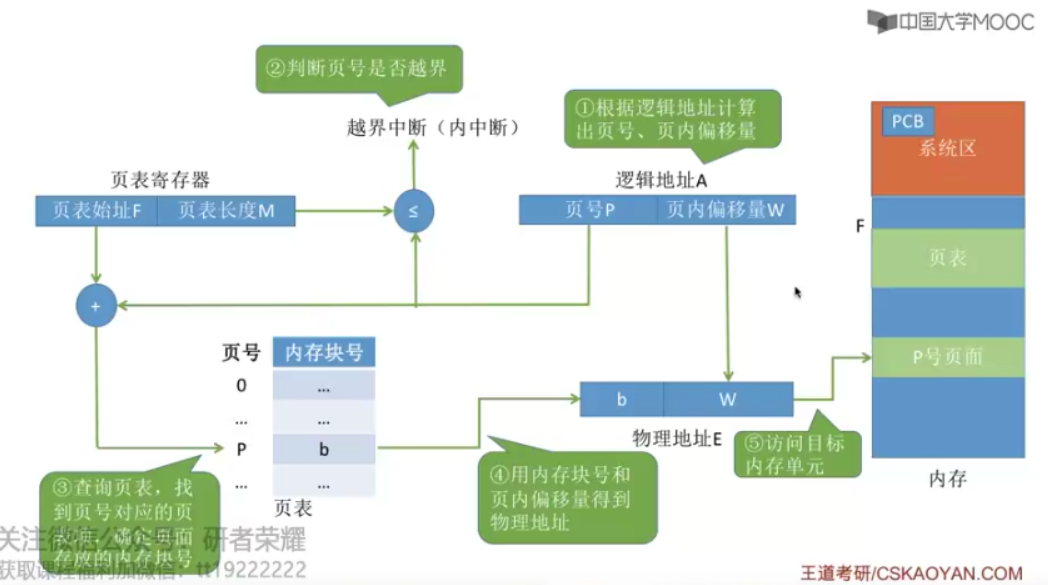 中国大学MOOC
②判断页号是否越界
越界中断（内中断）
①根据逻辑地址计算
出页号、页内偏移量
PCB
系统区
页表寄存器
页表始址F
页表长度M
≤
逻辑地址A
页号P
页内偏移量W
F
页表
+
P号页面
页号
内存块号
0
...
...
...
P
b
...
...
页表
b
W
物理地址E
⑤访问目标
内存单元
内存
③查询页表，找
到页号对应的页
表项，确定页面
存放的内存块号
④用内存块号和
页内偏移量得到
物理地址
关注微信公众号：研者荣耀
获取课程福利加微信：tt19222222
王道考研/CSKAOYAN.COM